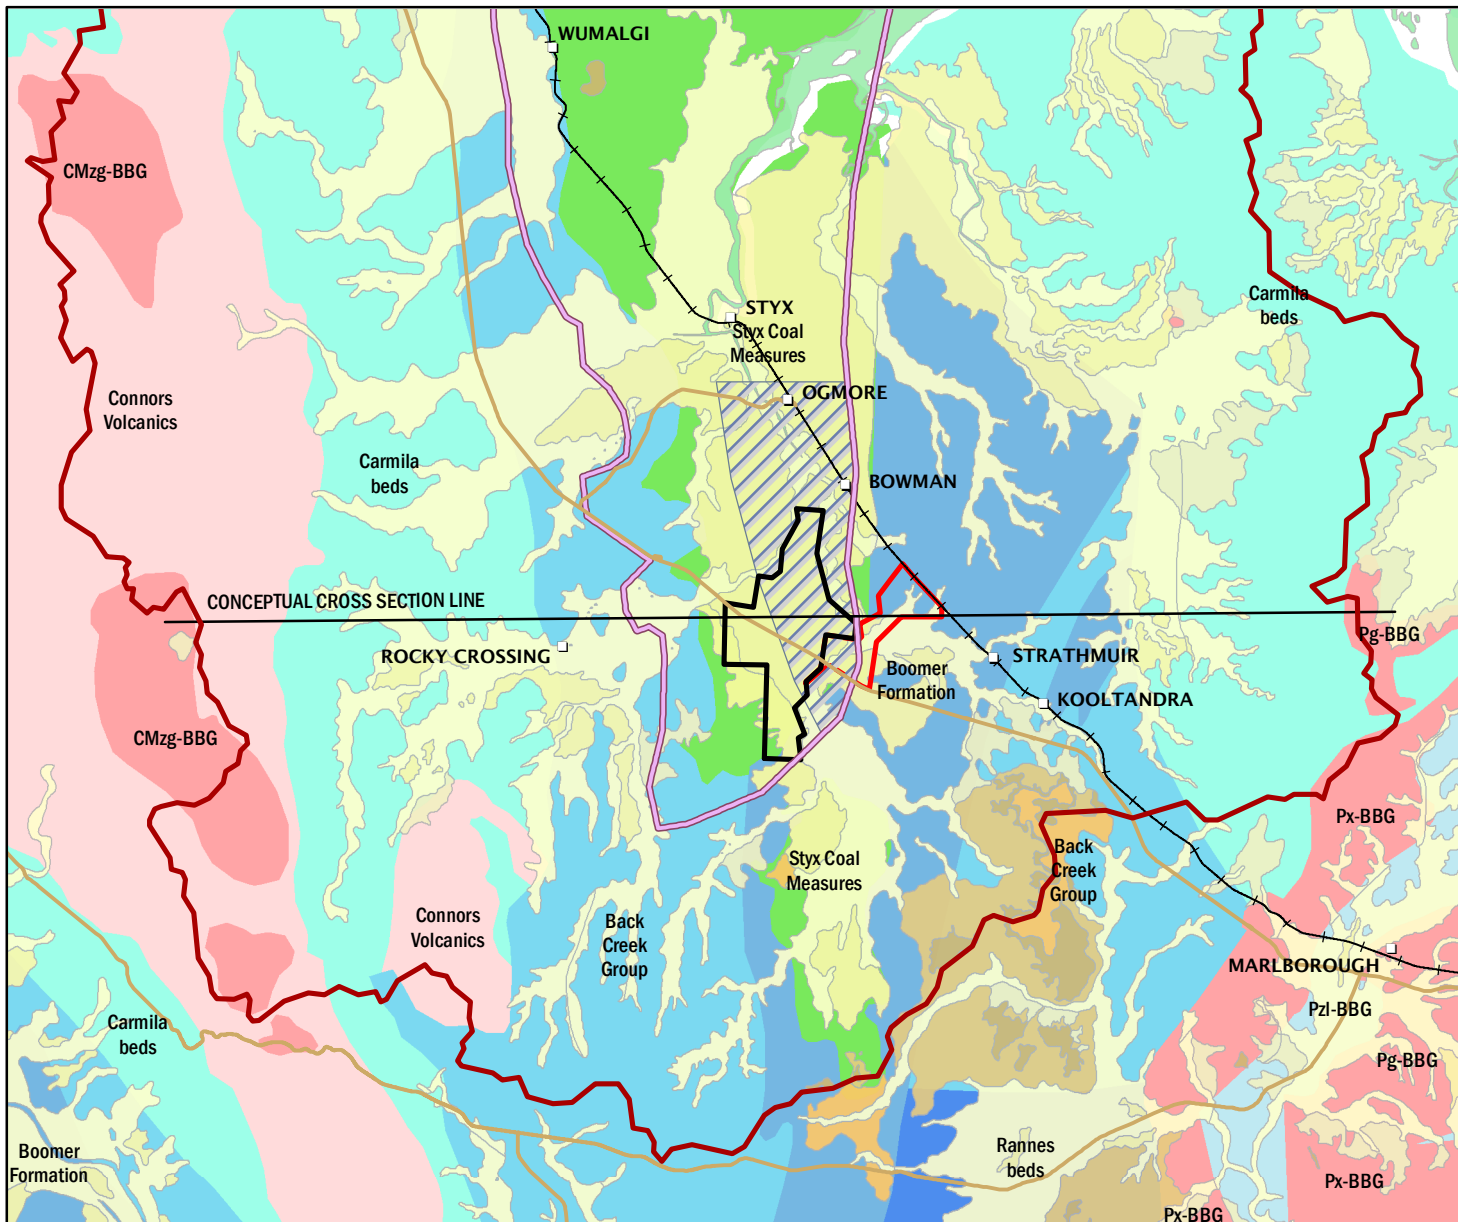 WUMALGI
CMzg-BBG
STYX
Styx Coal
Measures
Carmila
beds
OGMORE
Connors
Volcanics
Carmila
beds
BOWMAN
CONCEPTUAL CROSS SECTION LINE
ROCKY CROSSING
Boomer
Formation
STRATHMUIR
Pg-BBG
KOOLTANDRA
CMzg-BBG
Px-BBG
Styx Coal
Measures
Back
Creek
Group
Connors
Volcanics
Back
Creek
Group
MARLBOROUGH
Pzl-BBG
Carmila
beds
Pg-BBG
Boomer
Formation
Rannes
beds
Px-BBG
Px-BBG